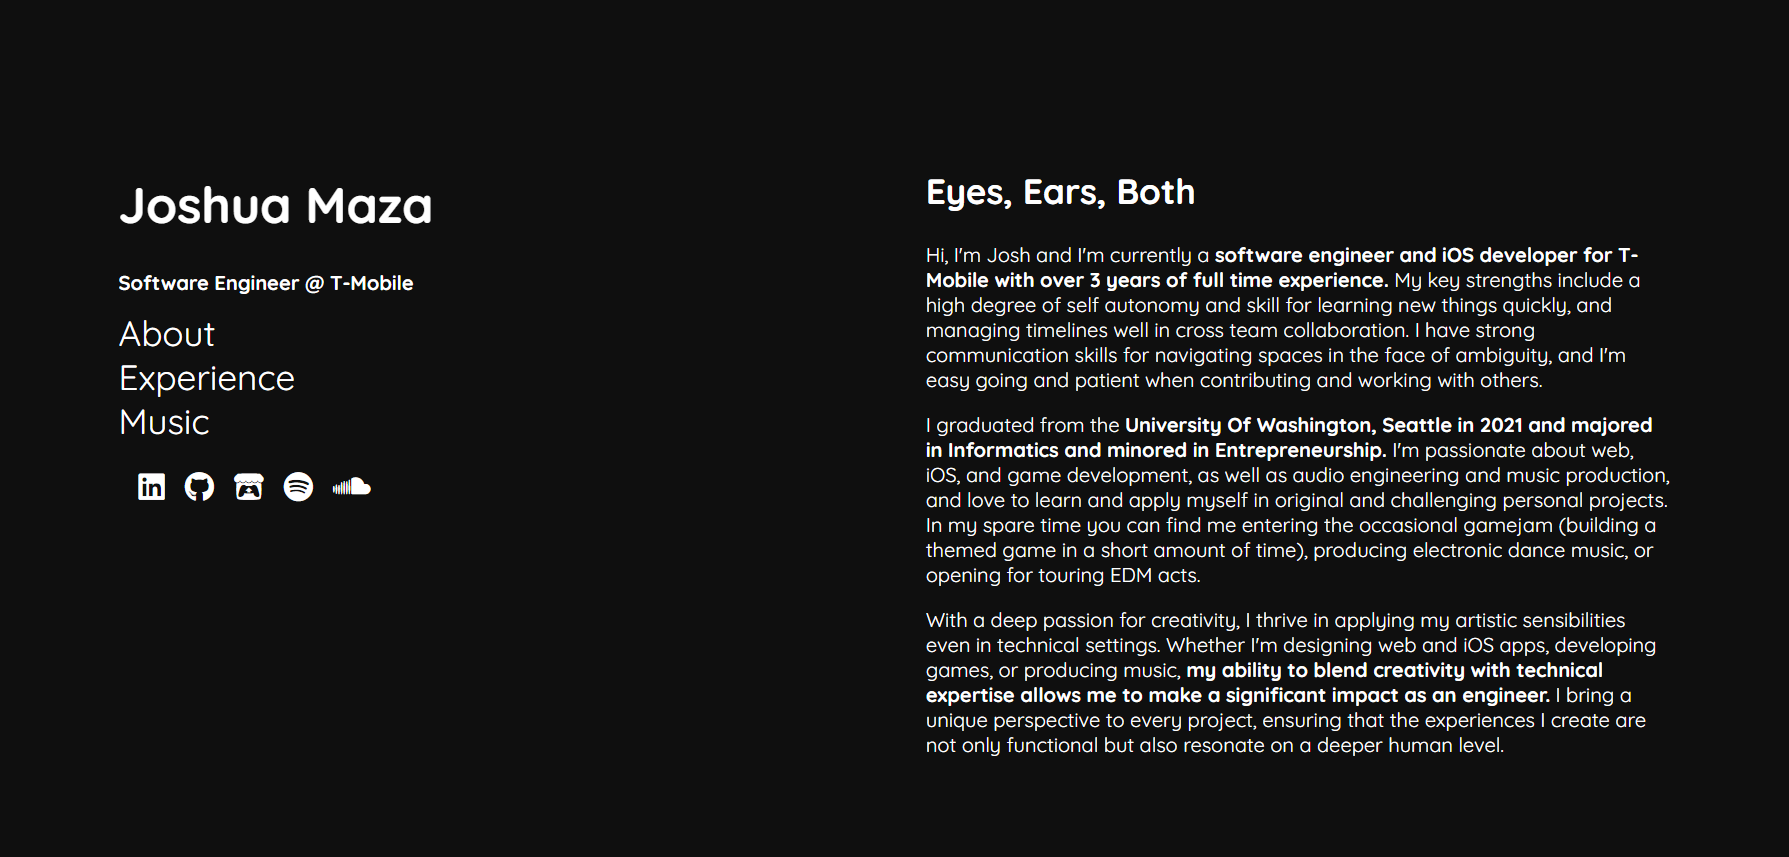 Joshua Maza
Software Engineer @ T-Mobile
About
Experience
Music
in
Eyes, Ears, Both
Hi, I'm Josh and I'm currently a software engineer and iOS developer for T-
Mobile with over 3 years of full time experience. My key strengths include a
high degree of self autonomy and skill for learning new things quickly, and
managing timelines well in cross team collaboration. I have strong
communication skills for navigating spaces in the face of ambiguity, and I'm
easy going and patient when contributing and working with others.
I graduated from the University Of Washington, Seattle in 2021 and majored
in Informatics and minored in Entrepreneurship. I'm passionate about web,
iOS, and game development, as well as audio engineering and music production,
and love to learn and apply myself in original and challenging personal projects.
In my spare time you can find me entering the occasional gamejam (building a
themed game in a short amount of time), producing electronic dance music, or
opening for touring EDM acts.
With a deep passion for creativity, I thrive in applying my artistic sensibilities
even in technical settings. Whether I'm designing web and iOS apps, developing
games, or producing music, my ability to blend creativity with technical
expertise allows me to make a significant impact as an engineer. I bring a
unique perspective to every project, ensuring that the experiences I create are
not only functional but also resonate on a deeper human level.